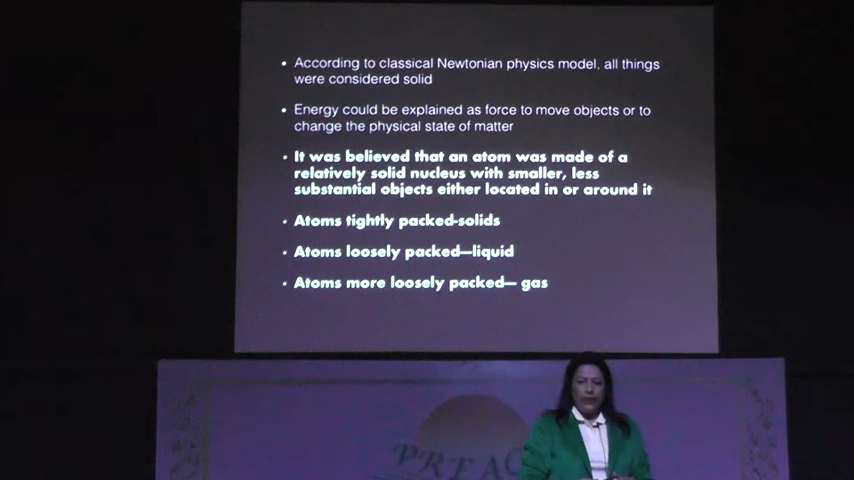 • According to classical Newtonian physics model, all things
were considered solid
• Energy could be explained as force to move objects or to
change the physical state of matter
• It was believed that an atom was made of a
relatively solid nucleus with smaller, less
substantial objects either located in or around it
• Atoms tightly packed-solids
• Atoms loosely packed—liquid
• Atoms more loosely packed— gas